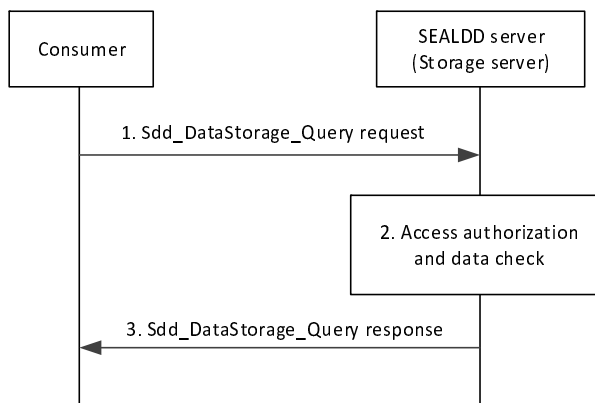 Consumer
SEALDD server
(Storage server)
1. Sdd_DataStorage_Query request
2. Access authorization
and data check
3. Sdd_DataStorage_Query response